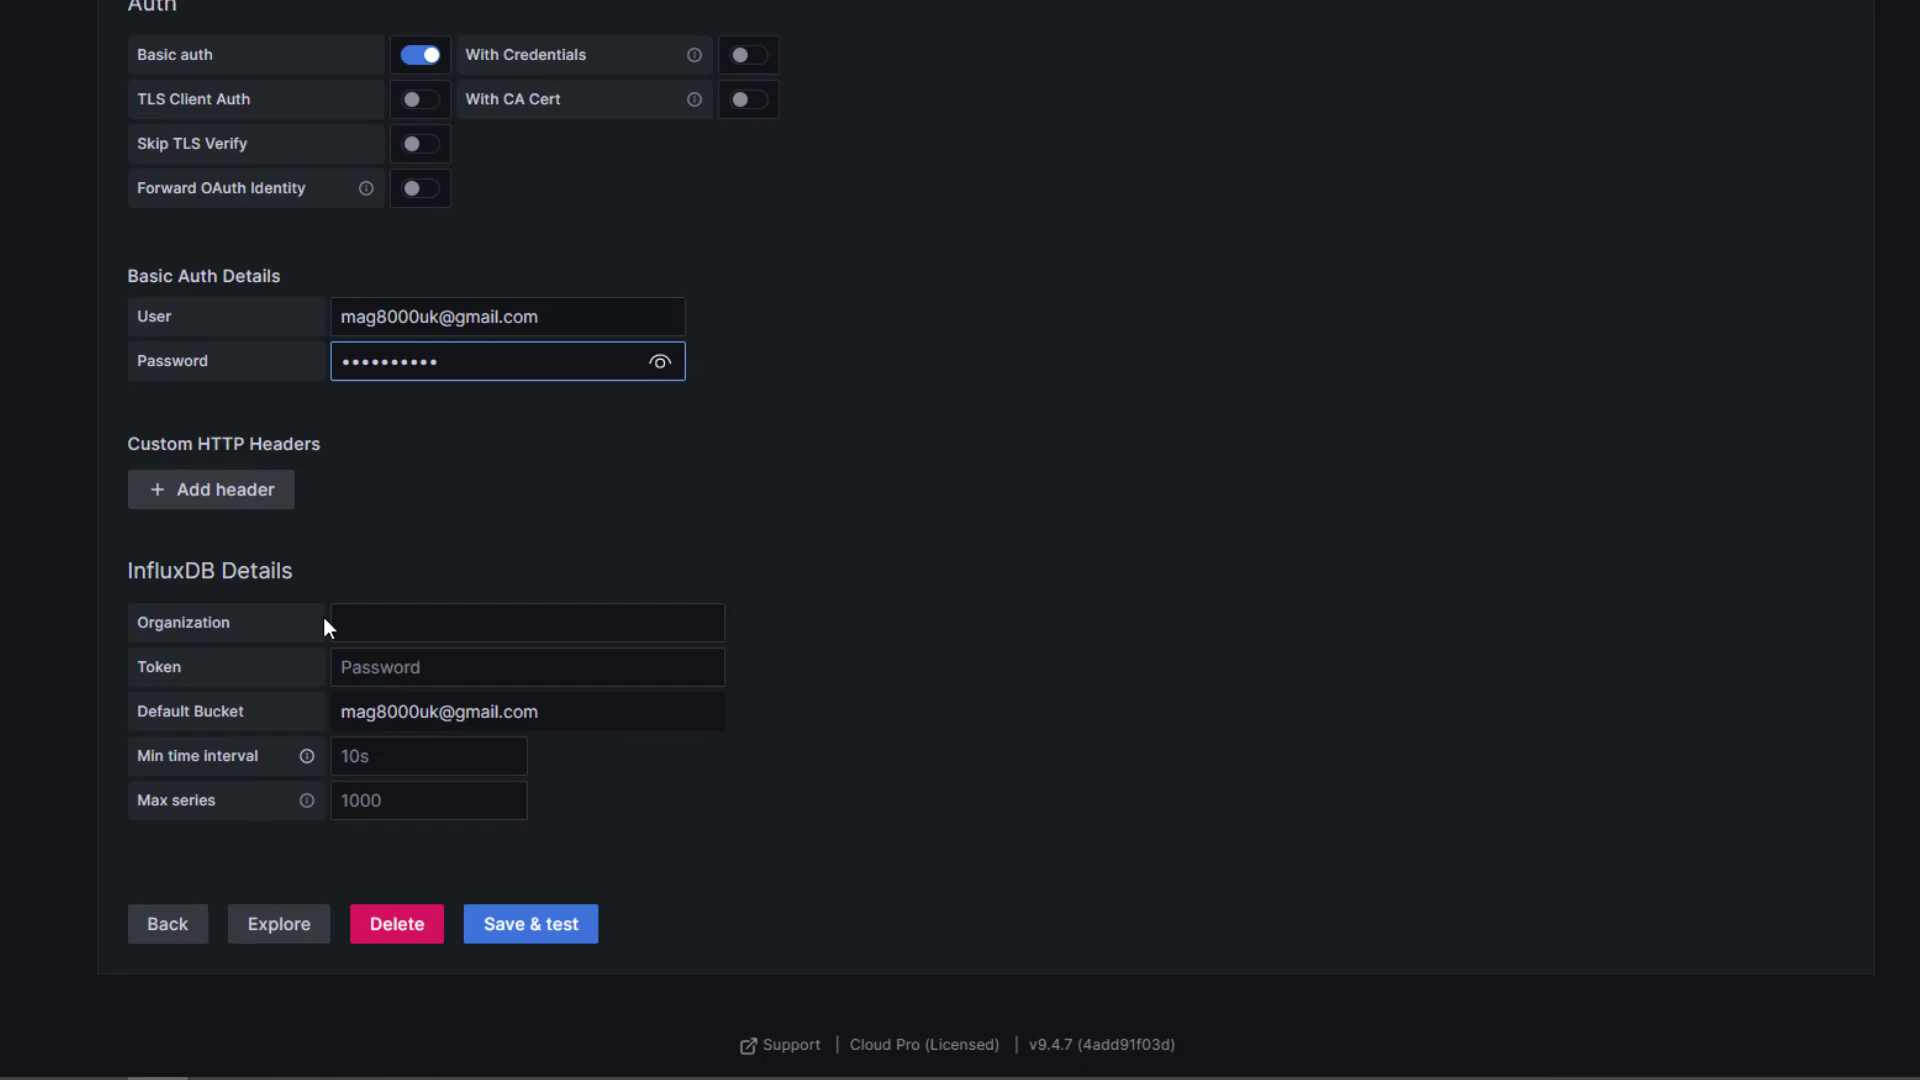 Auth
Basic auth With Credentials
TLS Client Auth With CA Cert
Skip TLS Verify
Forward OAuth Identity
Basic Auth Details
User mag8000uk@gmail.com
Password ••••••••••
Custom HTTP Headers
+ Add header
InfluxDB Details
Organization
Token Password
Default Bucket mag8000uk@gmail.com
Min time interval 10s
Max series 1000
Back Explore Delete Save & test
Support | Cloud Pro (Licensed) | v9.4.7 (4add91f03d)